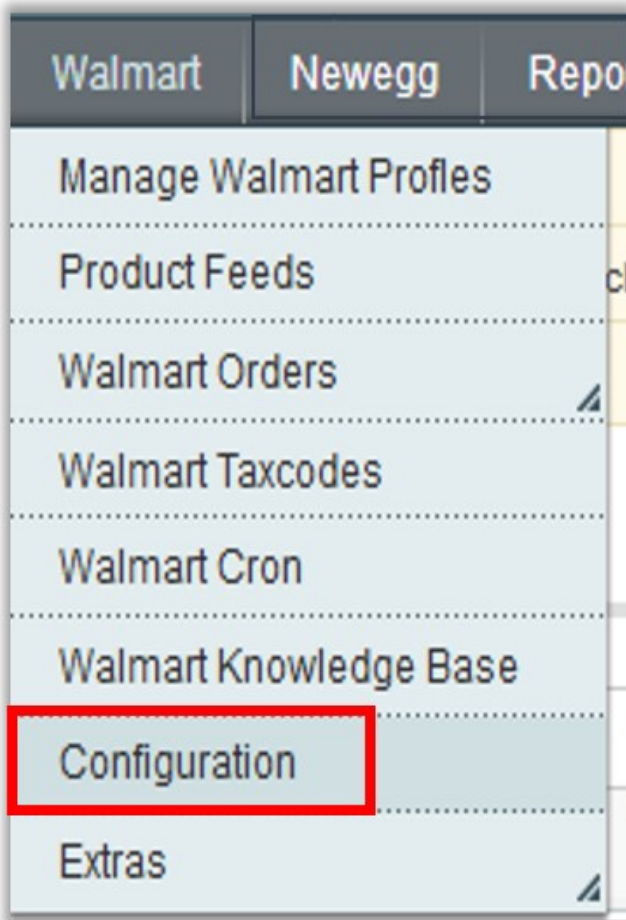 Walmart Newegg Repo
Manage Walmart Profles
Product Feeds
Walmart Orders
Walmart Taxcodes
Walmart Cron
Walmart Knowledge Base
Configuration
Extras